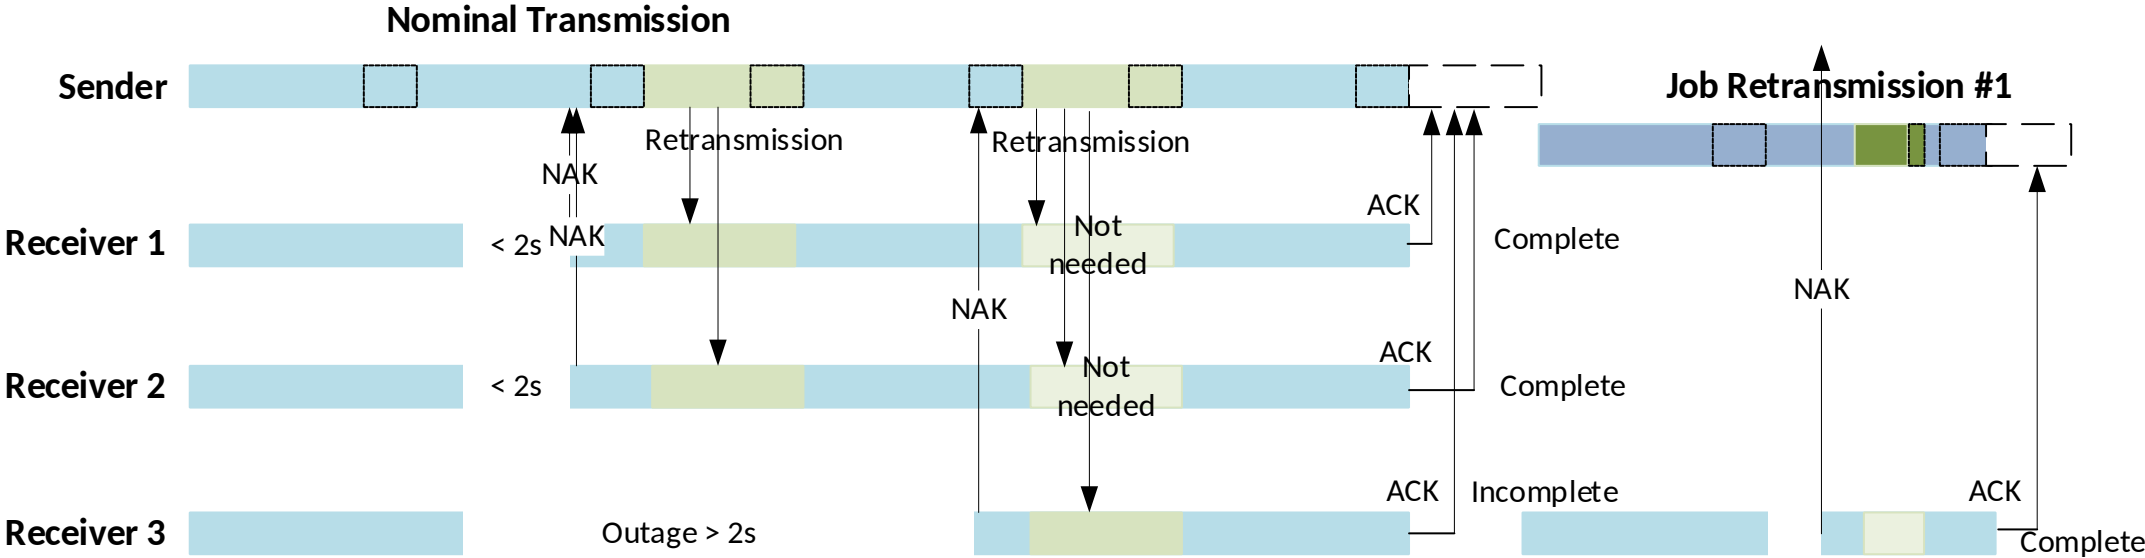 Nominal Transmission
Sender
Job Retransmission #1
Retransmission
Retransmission
NAK
ACK
Receiver 1
< 2s
NAK
Not
needed
Complete
NAK
NAK
ACK
Receiver 2
< 2s
Not
needed
Complete
ACK
Incomplete
ACK
Receiver 3
Outage > 2s
Complete